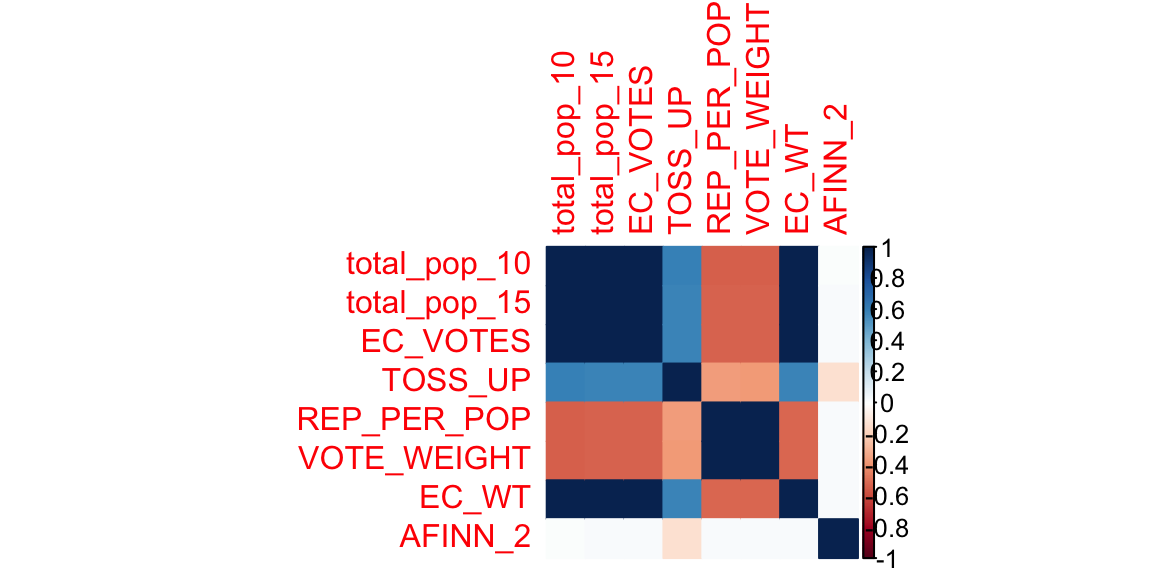 total_pop_10
total_pop_15
EC_VOTES
TOSS_UP
REP_PER_POP
VOTE_WEIGHT
EC_WT
AFINN_2
total_pop_10
total_pop_15
EC_VOTES
TOSS_UP
REP_PER_POP
VOTE_WEIGHT
EC_WT
AFINN_2
1
0.8
0.6
0.4
0.2
0
-0.2
-0.4
-0.6
-0.8
-1